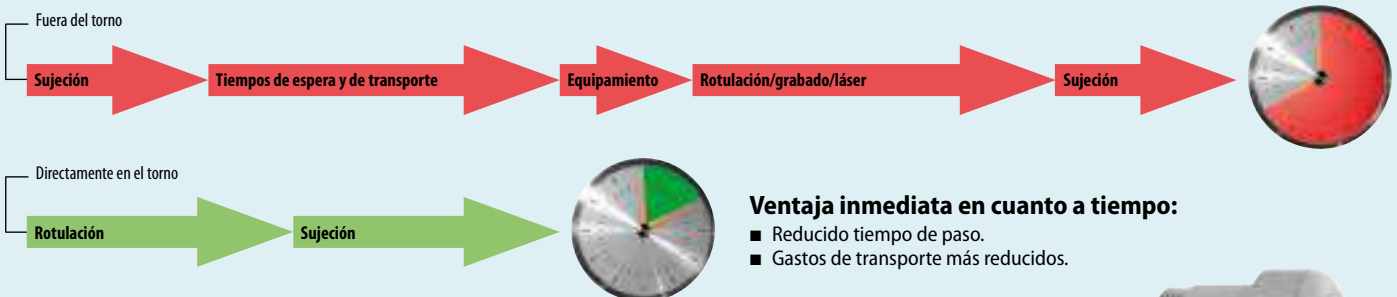 Fuera del torno
Sujeción
Tiempos de espera y de transporte
Equipamiento
Rotulación/grabado/láser
Sujeción
Directamente en el torno
Rotulación
Sujeción
Ventaja inmediata en cuanto a tiempo:
■ Reducido tiempo de paso.
■ Gastos de transporte más reducidos.